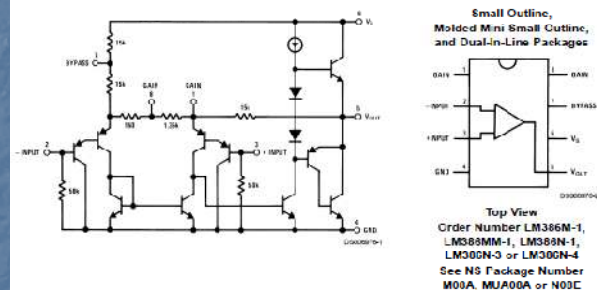 6
Vs
15k
7
BYPASS
15k
GAIN
8
GAIN
1
15k
5
VOUT
150
1.35k
2
- INPUT
3
+ INPUT
50k
50k
4
GND
Small Outline,
Molded Mini Small Outline,
and Dual-In-Line Packages
GAIN
1
8
GAIN
-INPUT
2
7
BYPASS
+INPUT
3
6
VS
GND
4
5
VOUT
Top View
Order Number LM386M-1,
LM386MM-1, LM386N-1,
LM386N-3 or LM386N-4
See NS Package Number
M08A, MUA08A or N08E